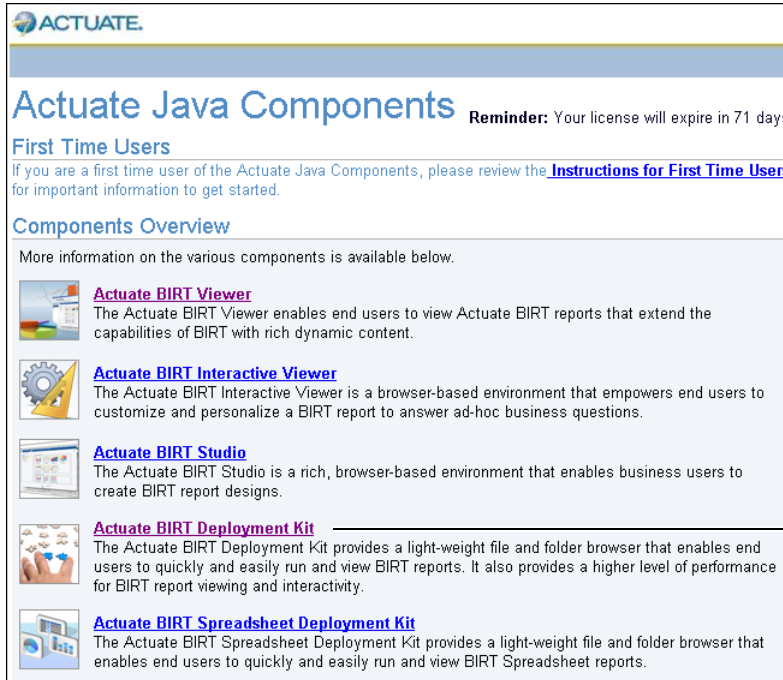 ACTUATE.
Actuate Java Components Reminder: Your license will expire in 71 days
First Time Users
If you are a first time user of the Actuate Java Components, please review the Instructions for First Time User
for important information to get started.
Components Overview
More information on the various components is available below.
Actuate BIRT Viewer
The Actuate BIRT Viewer enables end users to view Actuate BIRT reports that extend the
capabilities of BIRT with rich dynamic content.
Actuate BIRT Interactive Viewer
The Actuate BIRT Interactive Viewer is a browser-based environment that empowers end users to
customize and personalize a BIRT report to answer ad-hoc business questions.
Actuate BIRT Studio
The Actuate BIRT Studio is a rich, browser-based environment that enables business users to
create BIRT report designs.
Actuate BIRT Deployment Kit
The Actuate BIRT Deployment Kit provides a light-weight file and folder browser that enables end
users to quickly and easily run and view BIRT reports. It also provides a higher level of performance
for BIRT report viewing and interactivity.
Actuate BIRT Spreadsheet Deployment Kit
The Actuate BIRT Spreadsheet Deployment Kit provides a light-weight file and folder browser that
enables end users to quickly and easily run and view BIRT Spreadsheet reports.